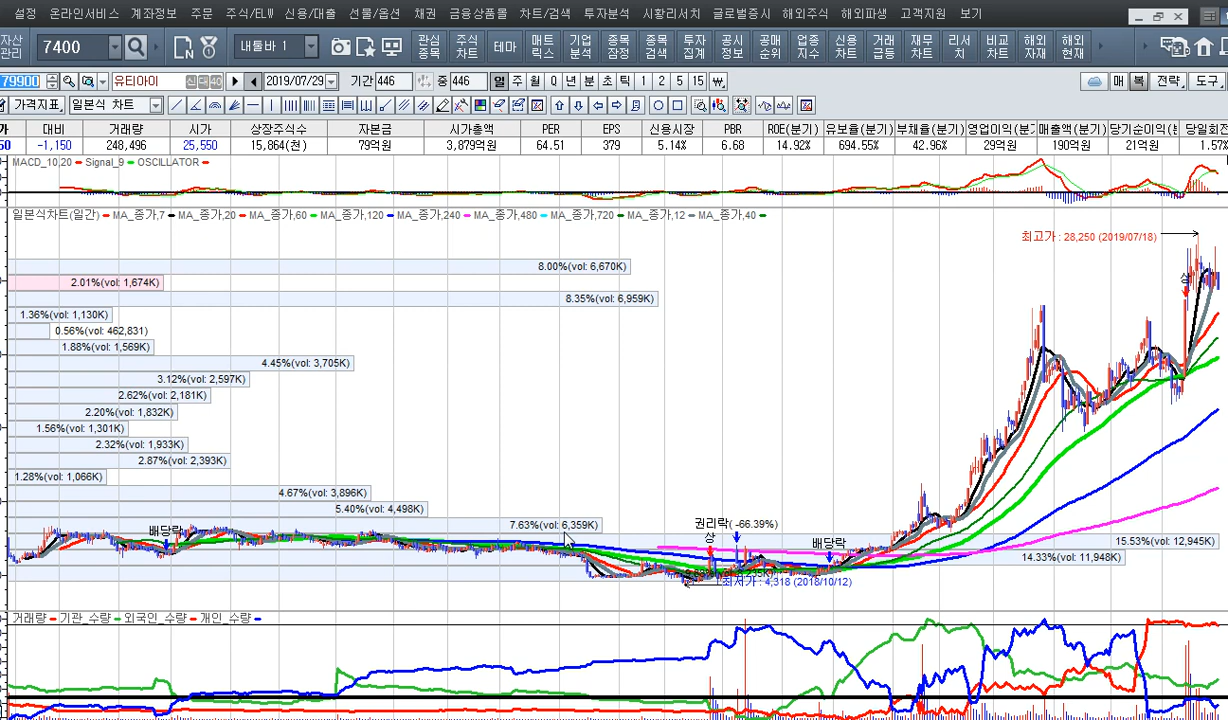 설정 온라인서비스 계좌정보 주문 주식/ELW 신용/대출 선물/옵션 채권 금융상품몰 차트/검색 투자분석 시황리서치 글로벌증시 해외주식 해외파생 고객지원 보기
자산관리 7400 내툴바 1 관심종목 주식차트 테마 매트릭스 기업분석 종목잠정 종목검색 투자집계 공시정보 공매순위 업종지수 신용차트 거래급등 재무차트 리서치 비교차트 해외자재 해외현재
79900 유티아이 신 대 40 2019/07/29 기간 446 중 446 일 주 월 Q 년 분 초 틱 1 2 5 15 ₩ 매 복 전략 도구
가격지표 일본식 차트
가 대비 거래량 시가 상장주식수 자본금 시가총액 PER EPS 신용시장 PBR ROE(분기) 유보율(분기) 부채율(분기) 영업이익(분기 매출액(분기) 당기순이익(분 당일회전
50 -1,150 248,496 25,550 15,864(천) 79억원 3,879억원 64.51 379 5.14% 6.68 14.92% 694.55% 42.96% 29억원 190억원 21억원 1.57%
MACD_10,20 Signal_9 OSCILLATOR
일본식차트(일간) MA_종가,7 MA_종가,20 MA_종가,60 MA_종가,120 MA_종가,240 MA_종가,480 MA_종가,720 MA_종가,12 MA_종가,40
최고가 : 28,250 (2019/07/18)
8.00%(vol: 6,670K)
2.01%(vol: 1,674K)
상
8.35%(vol: 6,959K)
1.36%(vol: 1,130K)
0.56%(vol: 462,831)
1.88%(vol: 1,569K)
4.45%(vol: 3,705K)
3.12%(vol: 2,597K)
2.62%(vol: 2,181K)
2.20%(vol: 1,832K)
1.56%(vol: 1,301K)
2.32%(vol: 1,933K)
2.87%(vol: 2,393K)
1.28%(vol: 1,066K)
4.67%(vol: 3,896K)
5.40%(vol: 4,498K)
7.63%(vol: 6,359K)
권리락( -66.39%)
배당락
상
배당락
15.53%(vol: 12,945K)
14.33%(vol: 11,948K)
최저가 : 4,318 (2018/10/12)
거래량 기관_수량 외국인_수량 개인_수량